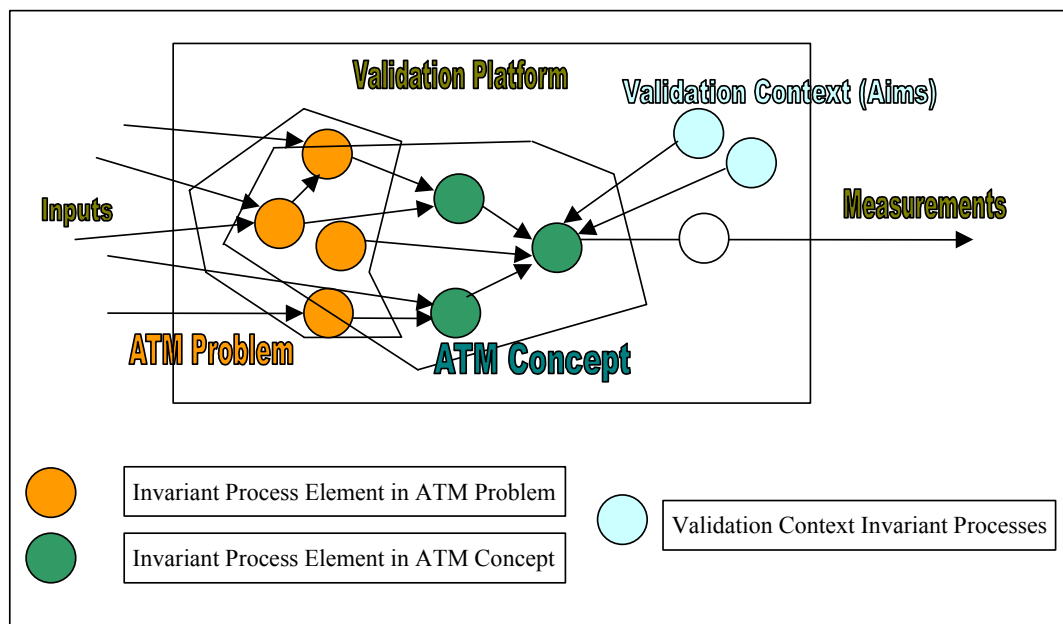 Validation Platform
Validation Context (Aims)
Inputs
Measurements
ATM Problem
ATM Concept
Invariant Process Element in ATM Problem
Validation Context Invariant Processes
Invariant Process Element in ATM Concept